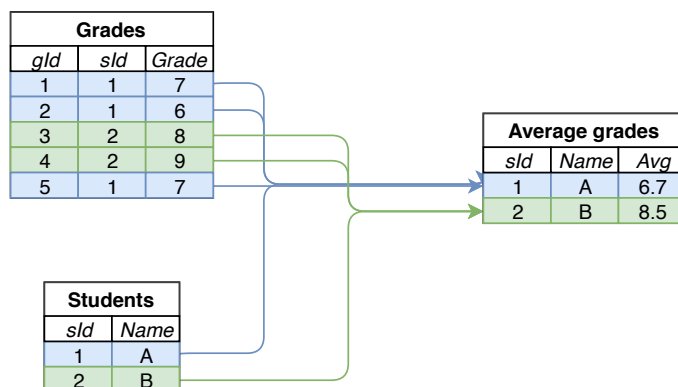 Grades
gId sId Grade
1 1 7
2 1 6
3 2 8
4 2 9
5 1 7
Average grades
sId Name Avg
1 A 6.7
2 B 8.5
Students
sId Name
1 A
2 B